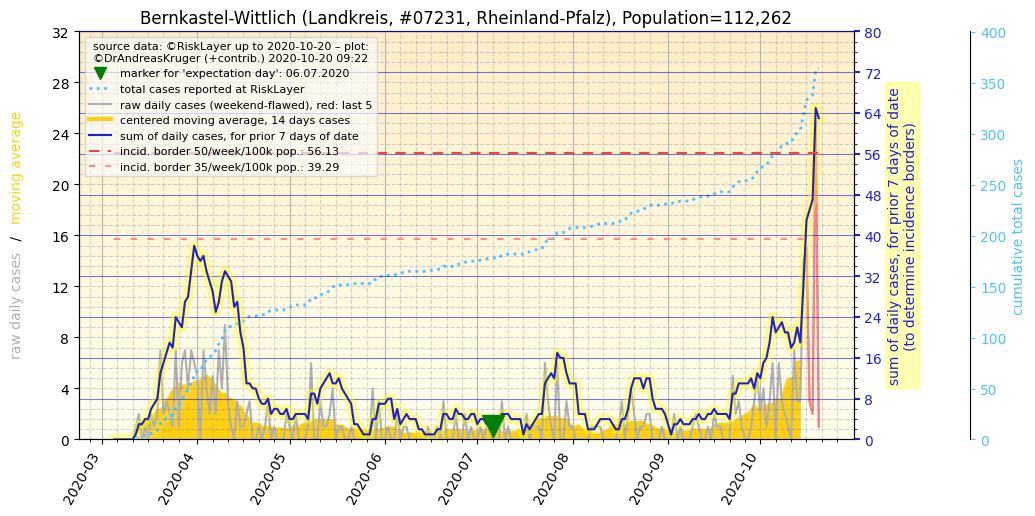 Bernkastel-Wittlich (Landkreis, #07231, Rheinland-Pfalz), Population=112,262
source data: ©RiskLayer up to 2020-10-20 – plot:
©DrAndreasKruger (+contrib.) 2020-10-20 09:22
marker for 'expectation day': 06.07.2020
total cases reported at RiskLayer
raw daily cases (weekend-flawed), red: last 5
centered moving average, 14 days cases
sum of daily cases, for prior 7 days of date
incid. border 50/week/100k pop.: 56.13
incid. border 35/week/100k pop.: 39.29
raw daily cases / moving average
32
28
24
20
16
12
8
4
0
2020-03
2020-04
2020-05
2020-06
2020-07
2020-08
2020-09
2020-10
80
72
64
56
48
40
32
24
16
8
0
sum of daily cases, for prior 7 days of date
(to determine incidence borders)
400
350
300
250
200
150
100
50
0
cumulative total cases